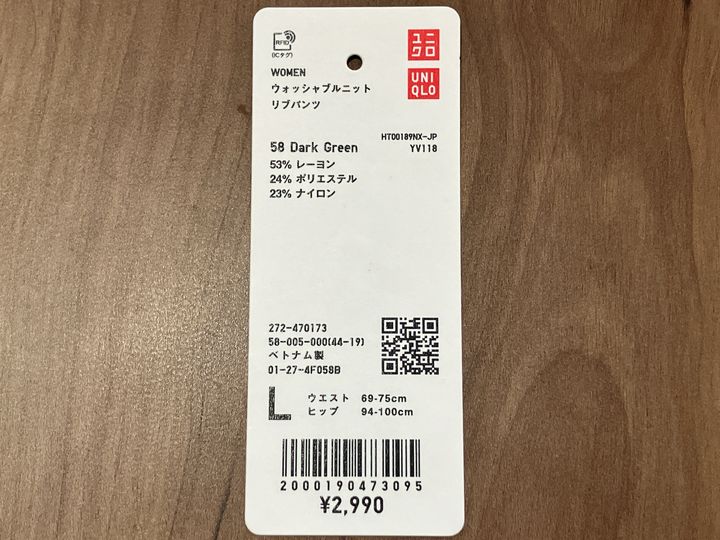 RFID
(ICタグ)
ユニ
クロ
WOMEN
UNI
QLO
ウォッシャブルニット
リブパンツ
HT00189NX-JP
58 Dark Green YV118
53% レーヨン
24% ポリエステル
23% ナイロン
272-470173
58-005-000(44-19)
ベトナム製
01-27-4F058B
L ウエスト 69-75cm
ヒップ 94-100cm
2000190473095
¥2,990